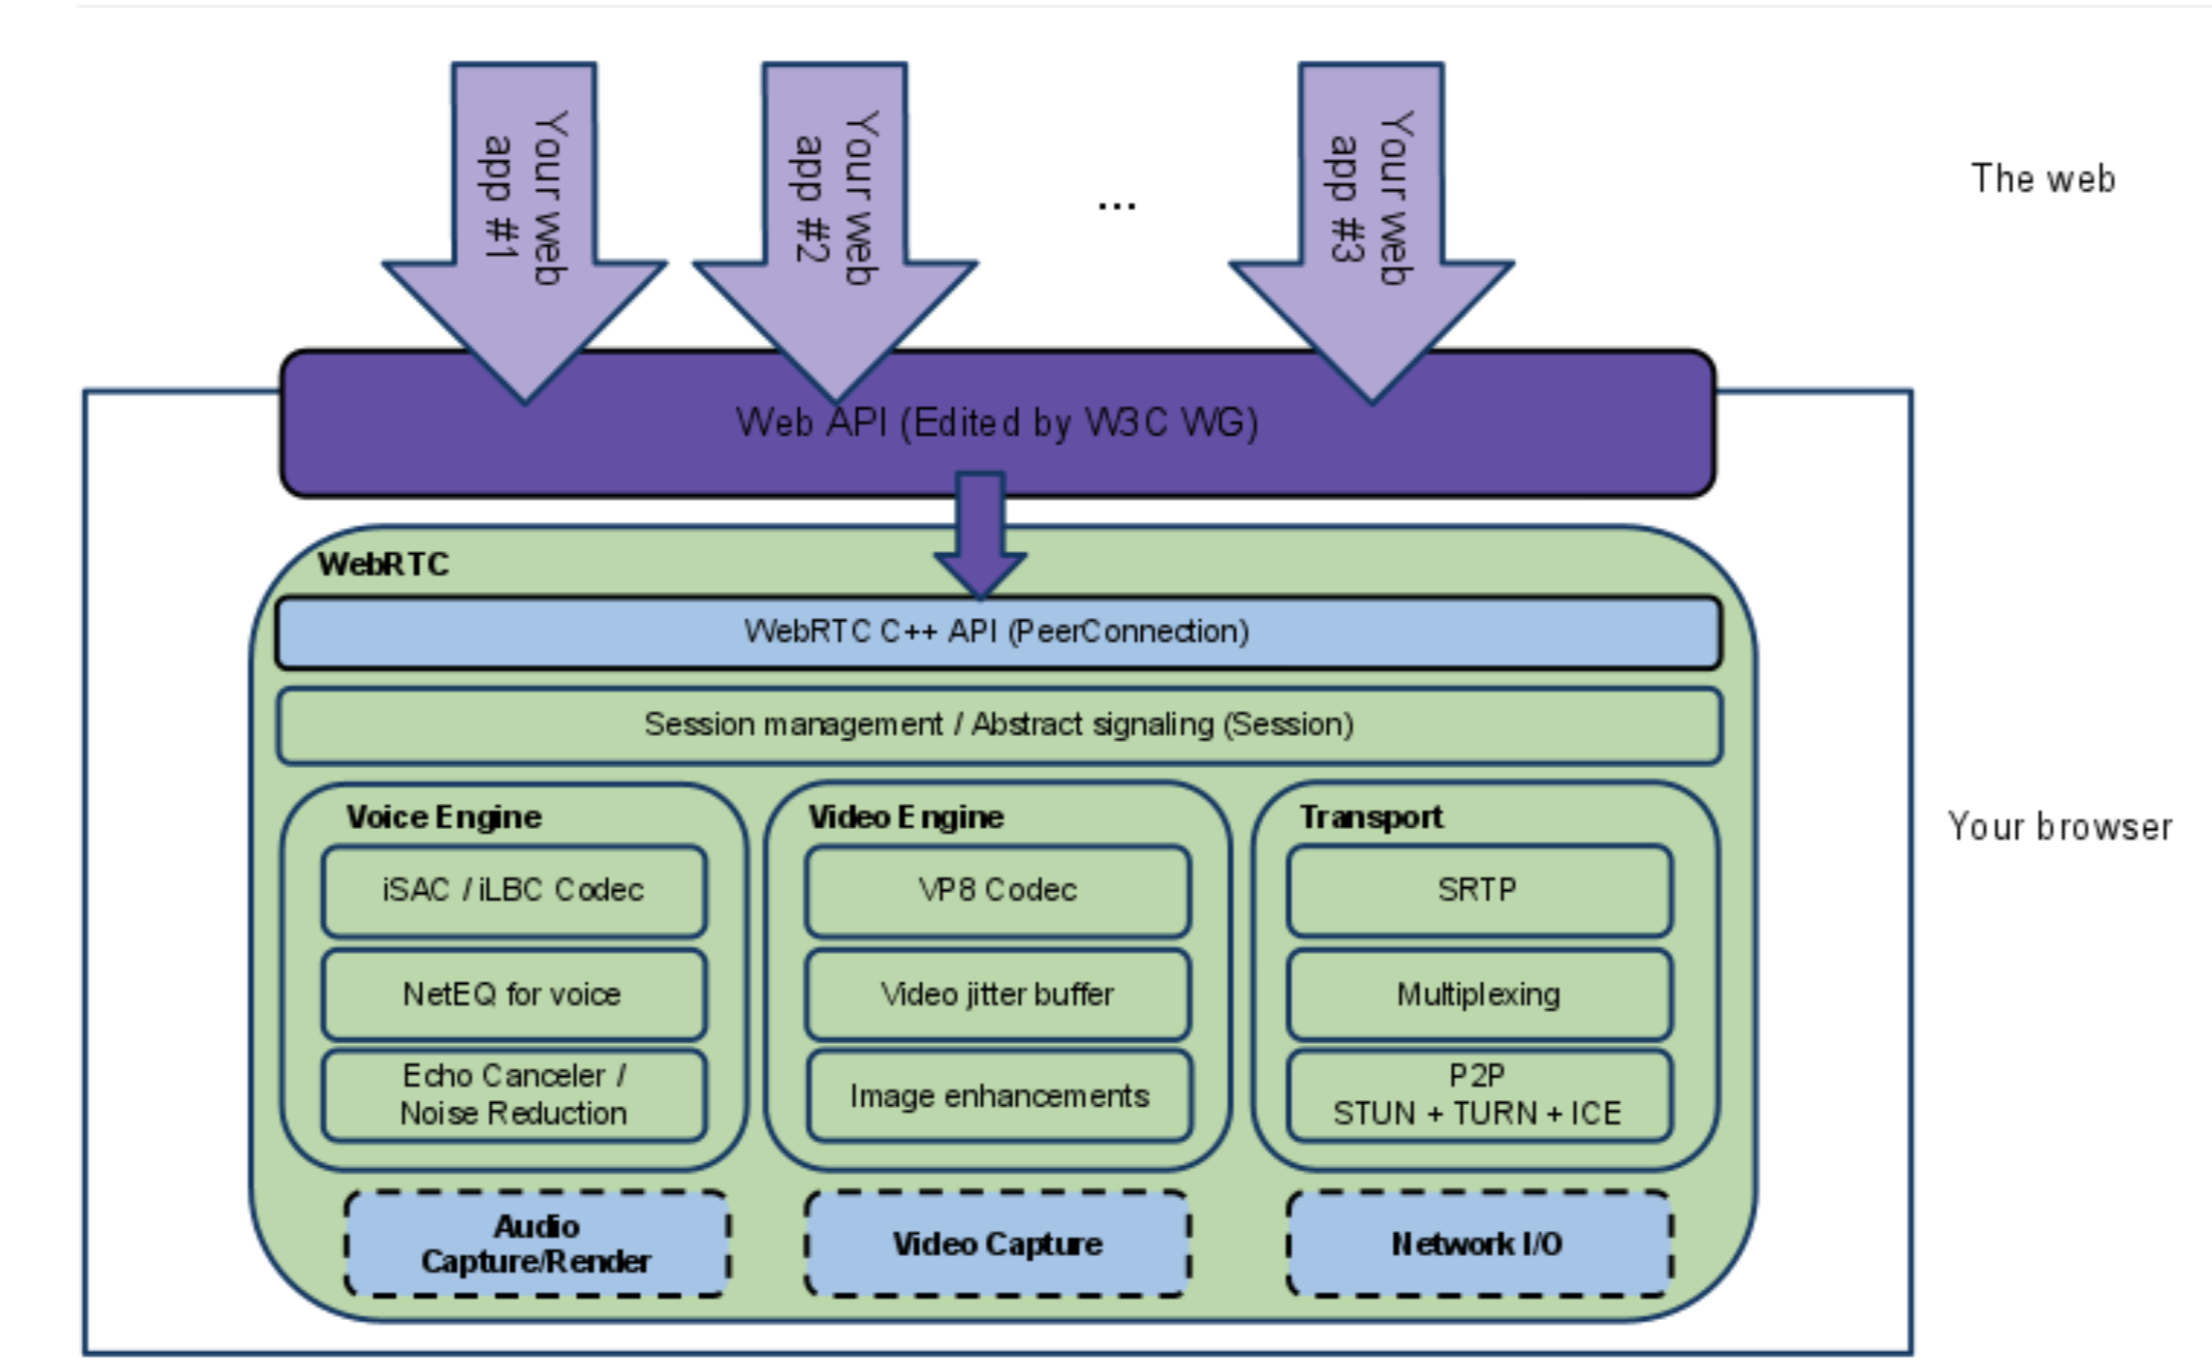 Your web
app #1
Your web
app #2
...
Your web
app #3
The web
Web API (Edited by W3C WG)
WebRTC
WebRTC C++ API (PeerConnection)
Session management / Abstract signaling (Session)
Voice Engine
iSAC / iLBC Codec
NetEQ for voice
Echo Canceler /
Noise Reduction
Video Engine
VP8 Codec
Video jitter buffer
Image enhancements
Transport
SRTP
Multiplexing
P2P
STUN + TURN + ICE
Your browser
Audio
Capture/Render
Video Capture
Network I/O